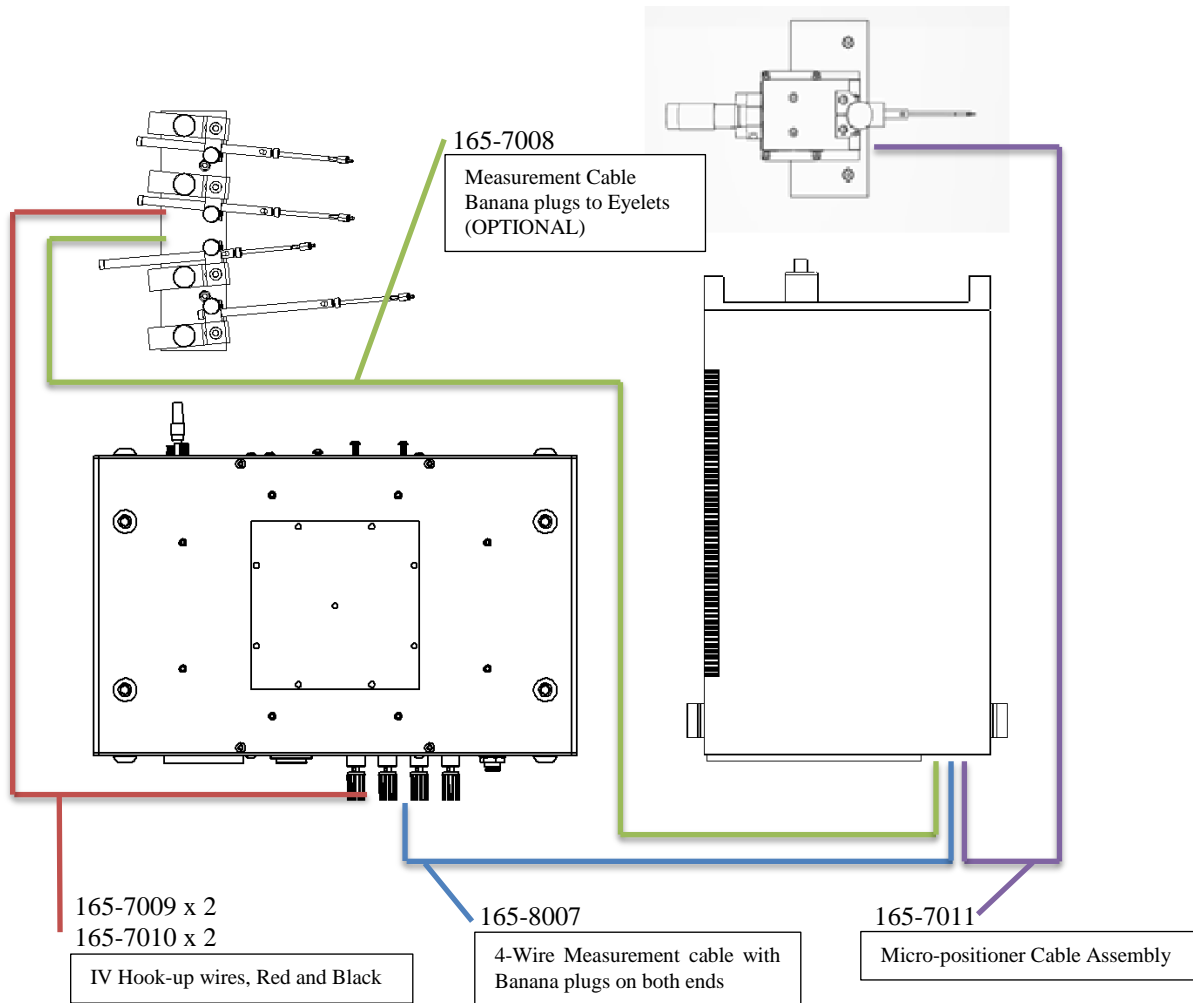 165-7008
Measurement Cable
Banana plugs to Eyelets
(OPTIONAL)
165-7009 x 2
165-7010 x 2
IV Hook-up wires, Red and Black
165-8007
4-Wire Measurement cable with
Banana plugs on both ends
165-7011
Micro-positioner Cable Assembly